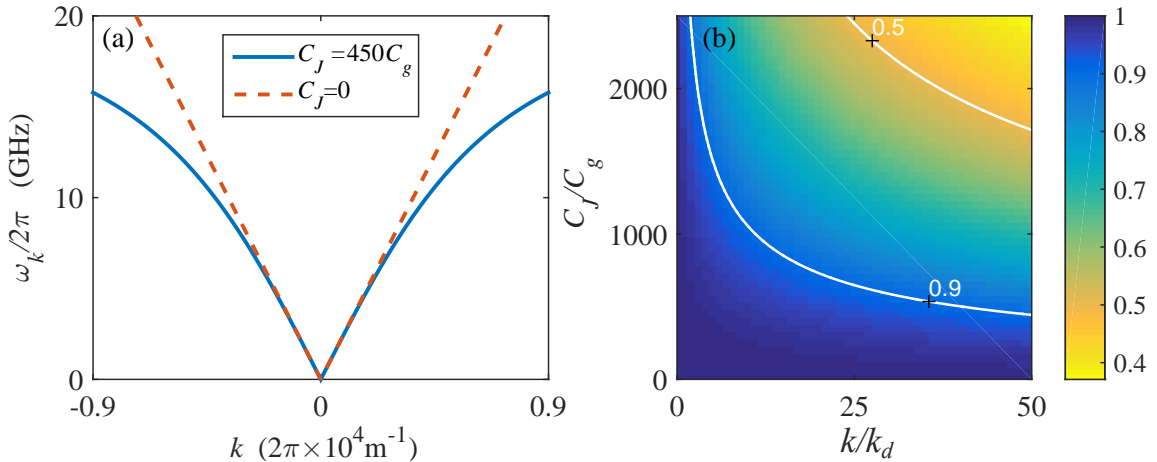 (a)
20
10
0
-0.9
0
0.9
ω_k/2π (GHz)
k (2π×10⁴m⁻¹)
C_J=450C_g
C_J=0
(b)
2000
1000
0
0
25
50
C_J/C_g
k/k_d
0.5
0.9
1
0.9
0.8
0.7
0.6
0.5
0.4